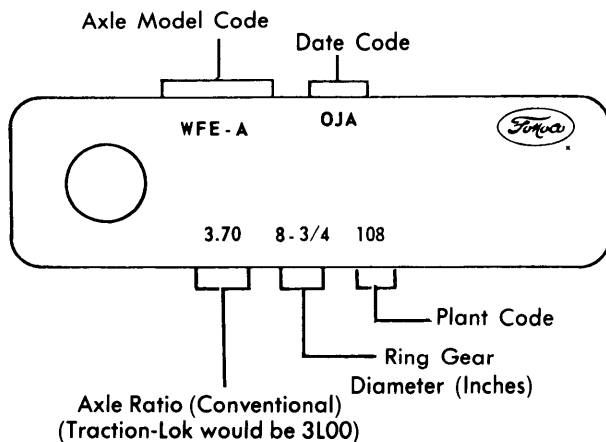 Axle Model Code
Date Code
WFE-A
OJA
FoMoCo
3.70 8-3/4 108
Plant Code
Ring Gear
Diameter (Inches)
Axle Ratio (Conventional)
(Traction-Lok would be 3L00)